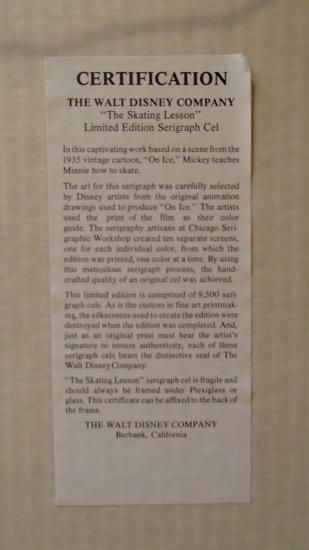 CERTIFICATION
THE WALT DISNEY COMPANY
"The Skating Lesson"
Limited Edition Serigraph Cel
In this captivating work based on a scene from the
1935 vintage cartoon, "On Ice," Mickey teaches
Minnie how to skate.
The art for this serigraph was carefully selected
by Disney artists from the original animation
drawings used to produce "On Ice." The artists
used the print of the film as their color
guide. The serigraphy artisans at Chicago Seri-
graphic Workshop created ten separate screens,
one for each individual color, from which the
edition was printed, one color at a time. By using
this meticulous serigraph process, the hand-
crafted quality of an original cel was achieved.
This limited edition is comprised of 9,500 seri-
graph cels. As is the custom in fine art printmak-
ing, the silkscreens used to create the edition were
destroyed when the edition was completed. And,
just as an original print must bear the artist's
signature to ensure authenticity, each of these
serigraph cels bears the distinctive seal of The
Walt Disney Company.
"The Skating Lesson" serigraph cel is fragile and
should always be framed under Plexiglass or
glass. This certificate can be affixed to the back of
the frame.
THE WALT DISNEY COMPANY
Burbank, California